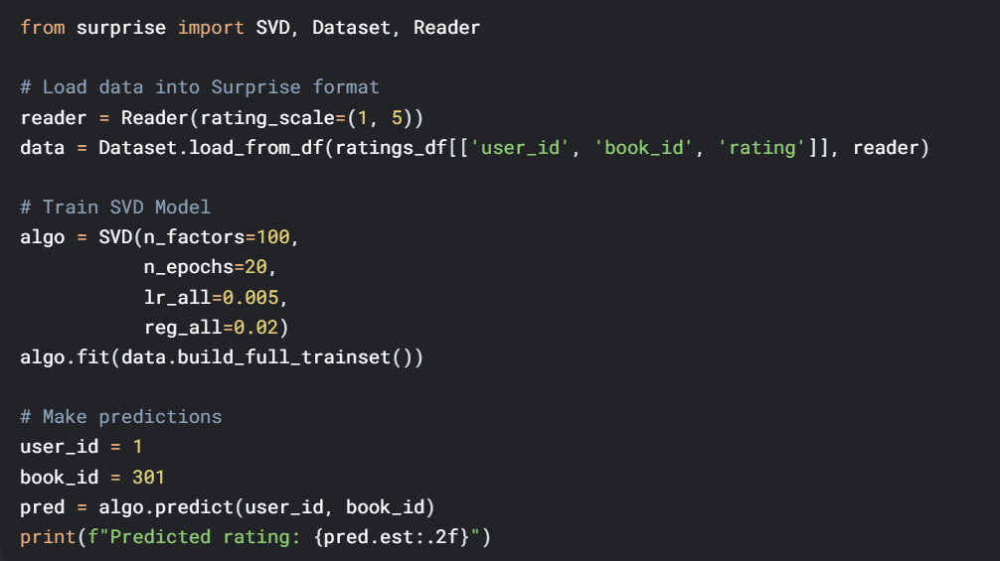 from surprise import SVD, Dataset, Reader
# Load data into Surprise format
reader = Reader(rating_scale=(1, 5))
data = Dataset.load_from_df(ratings_df[['user_id', 'book_id', 'rating']], reader)
# Train SVD Model
algo = SVD(n_factors=100,
n_epochs=20,
lr_all=0.005,
reg_all=0.02)
algo.fit(data.build_full_trainset())
# Make predictions
user_id = 1
book_id = 301
pred = algo.predict(user_id, book_id)
print(f"Predicted rating: {pred.est:.2f}")